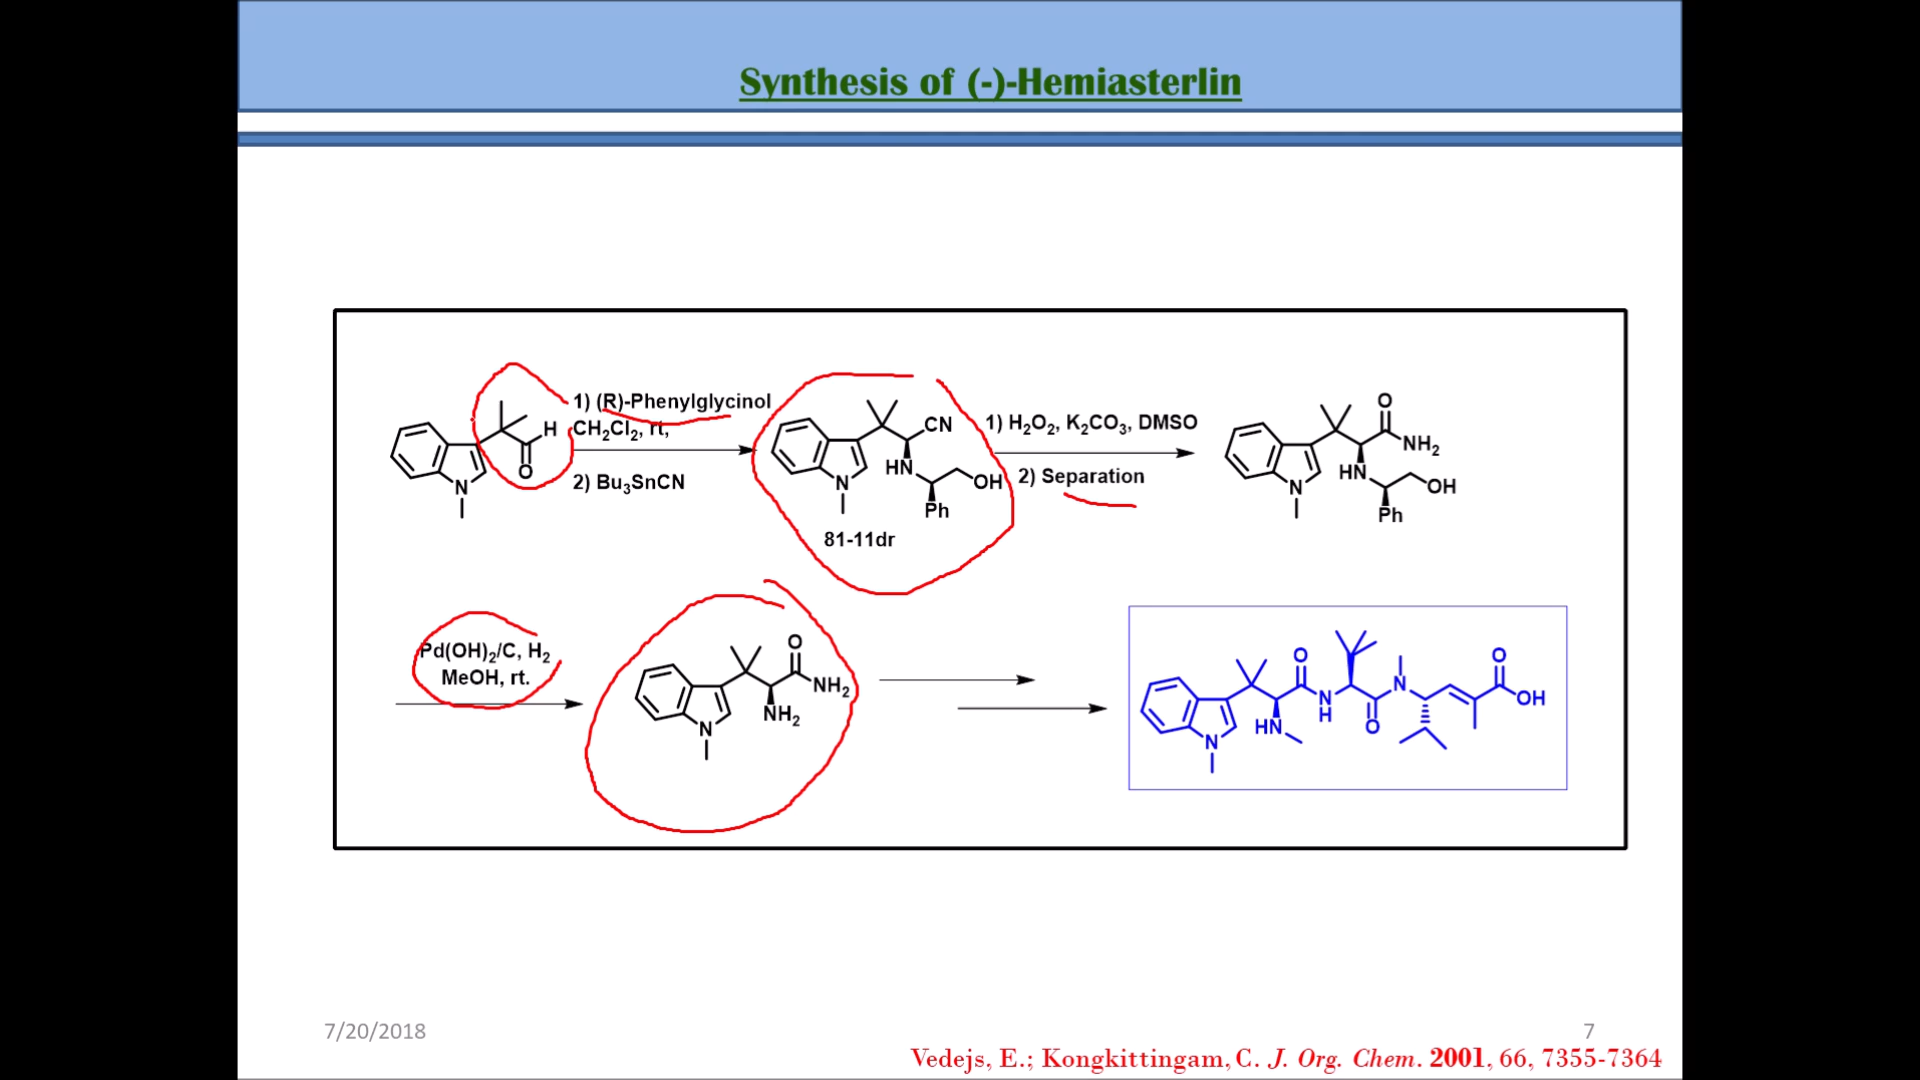 Synthesis of (-)-Hemiasterlin
H
O
N
1) (R)-Phenylglycinol
CH₂Cl₂, rt,
2) Bu₃SnCN
CN
HN
OH
N
Ph
81-11dr
1) H₂O₂, K₂CO₃, DMSO
2) Separation
O
NH₂
HN
OH
N
Ph
Pd(OH)₂/C, H₂
MeOH, rt.
O
NH₂
NH₂
N
O
N
H
O
N
O
OH
HN
N
7/20/2018
7
Vedejs, E.; Kongkittingam, C. J. Org. Chem. 2001, 66, 7355-7364